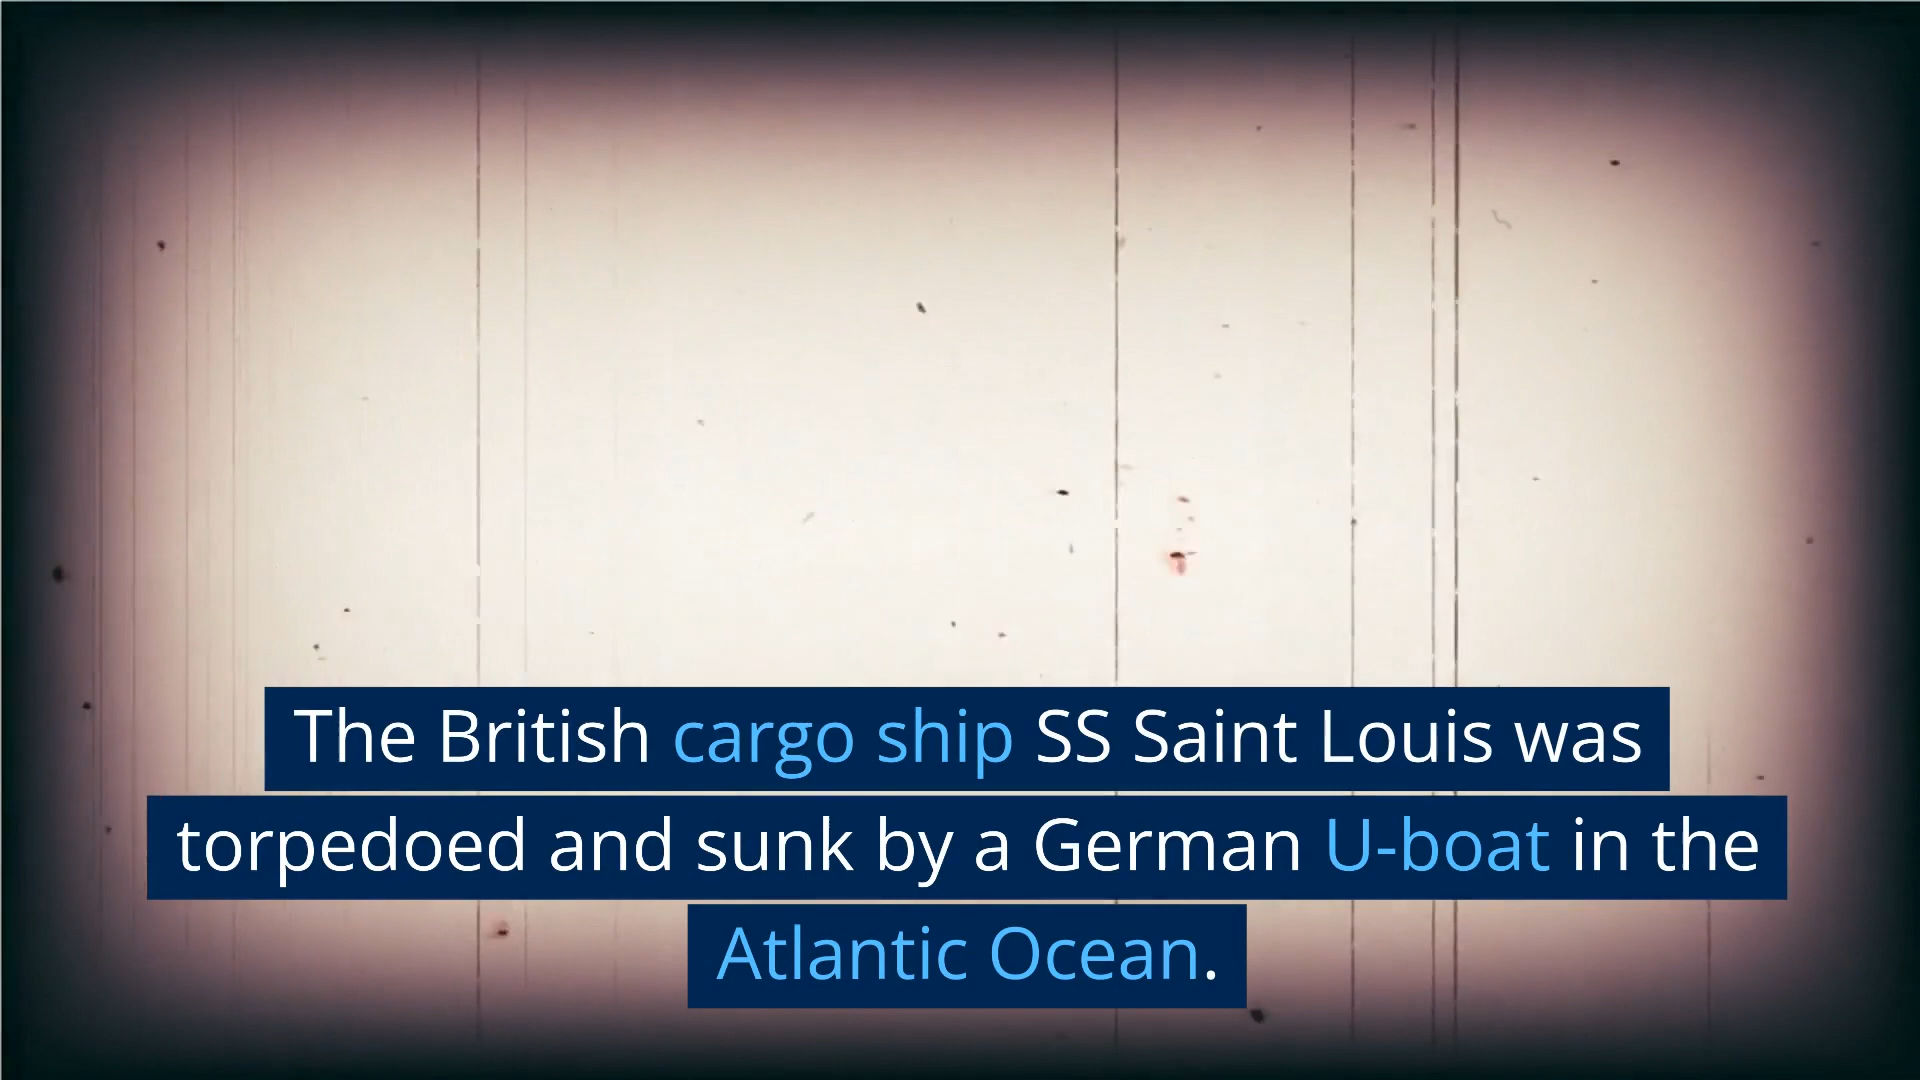 The British cargo ship SS Saint Louis was
torpedoed and sunk by a German U-boat in the
Atlantic Ocean.